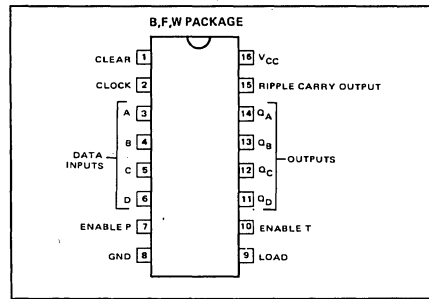 B,F,W PACKAGE
CLEAR 1
CLOCK 2
A 3
B 4
C 5
D 6
DATA
INPUTS
ENABLE P 7
GND 8
16 VCC
15 RIPPLE CARRY OUTPUT
14 QA
13 QB
12 QC
11 QD
OUTPUTS
10 ENABLE T
9 LOAD